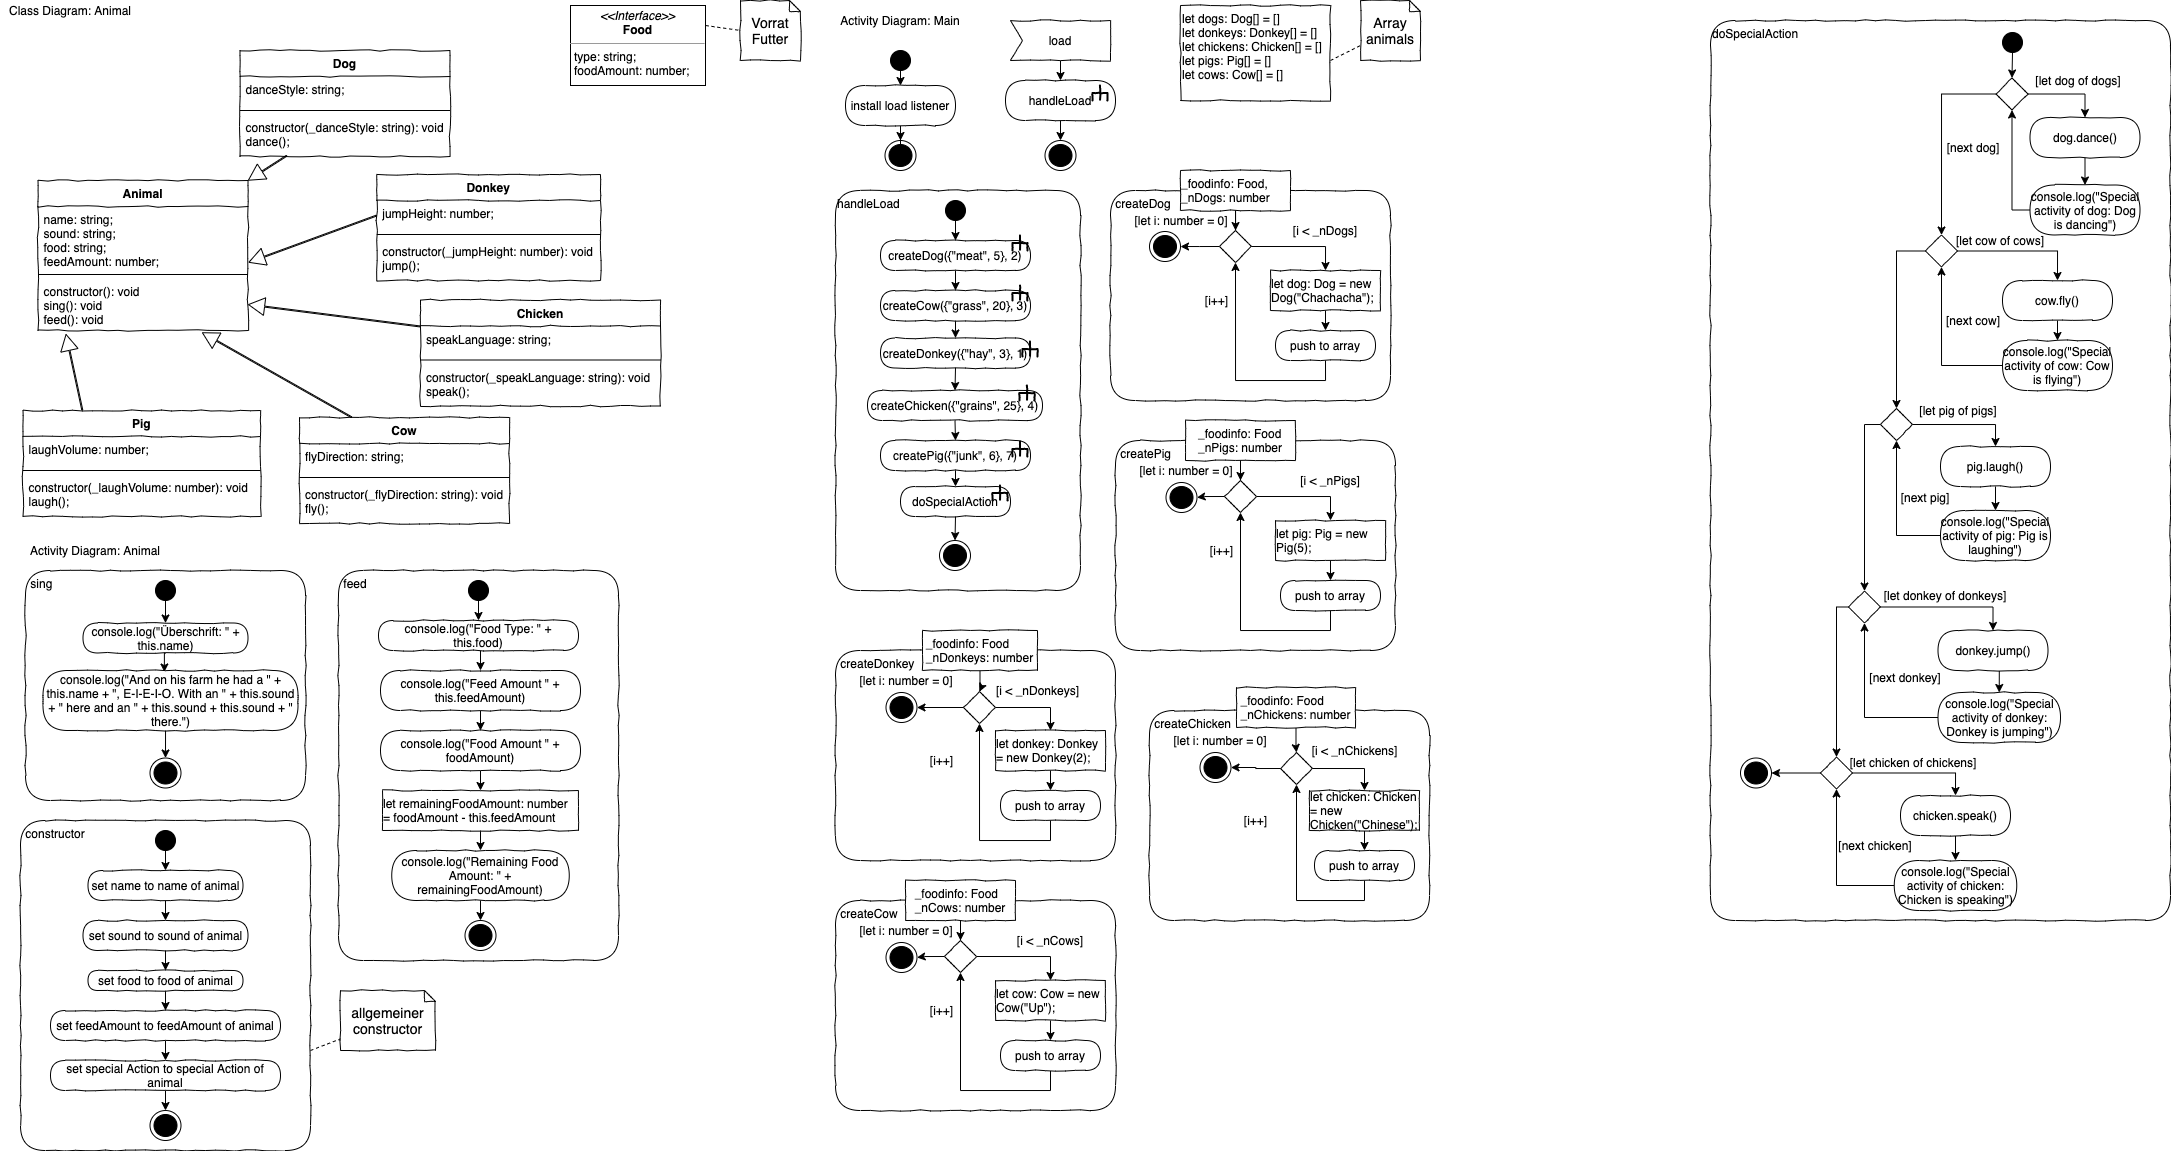 Class Diagram: Animal
<<Interface>>
Food
type: string;
foodAmount: number;
Vorrat
Futter
Dog
danceStyle: string;
constructor(_danceStyle: string): void
dance();
Animal
name: string;
sound: string;
food: string;
feedAmount: number;
constructor(): void
sing(): void
feed(): void
Donkey
jumpHeight: number;
constructor(_jumpHeight: number): void
jump();
Chicken
speakLanguage: string;
constructor(_speakLanguage: string): void
speak();
Pig
laughVolume: number;
constructor(_laughVolume: number): void
laugh();
Cow
flyDirection: string;
constructor(_flyDirection: string): void
fly();
Activity Diagram: Animal
sing
console.log("Überschrift: " +
this.name)
console.log("And on his farm he had a " +
this.name + ", E-I-E-I-O. With an " + this.sound
+ " here and an " + this.sound + this.sound + "
there.")
feed
console.log("Food Type: " +
this.food)
console.log("Feed Amount " +
this.feedAmount)
console.log("Food Amount " +
foodAmount)
let remainingFoodAmount: number
= foodAmount - this.feedAmount
console.log("Remaining Food
Amount: " +
remainingFoodAmount)
constructor
set name to name of animal
set sound to sound of animal
set food to food of animal
set feedAmount to feedAmount of animal
set special Action to special Action of
animal
allgemeiner
constructor
Activity Diagram: Main
install load listener
load
handleLoad
let dogs: Dog[] = []
let donkeys: Donkey[] = []
let chickens: Chicken[] = []
let pigs: Pig[] = []
let cows: Cow[] = []
Array
animals
handleLoad
createDog({"meat", 5}, 2)
createCow({"grass", 20}, 3)
createDonkey({"hay", 3}, 1)
createChicken({"grains", 25}, 4)
createPig({"junk", 6}, 7)
doSpecialAction
createDog
_foodinfo: Food,
_nDogs: number
[let i: number = 0]
[i < _nDogs]
let dog: Dog = new
Dog("Chachacha");
[i++]
push to array
createPig
_foodinfo: Food
_nPigs: number
[let i: number = 0]
[i < _nPigs]
let pig: Pig = new
Pig(5);
[i++]
push to array
createDonkey
_foodinfo: Food
_nDonkeys: number
[let i: number = 0]
[i < _nDonkeys]
let donkey: Donkey
= new Donkey(2);
[i++]
push to array
createChicken
_foodinfo: Food
_nChickens: number
[let i: number = 0]
[i < _nChickens]
let chicken: Chicken
= new
Chicken("Chinese");
[i++]
push to array
createCow
_foodinfo: Food
_nCows: number
[let i: number = 0]
[i < _nCows]
let cow: Cow = new
Cow("Up");
[i++]
push to array
doSpecialAction
[let dog of dogs]
dog.dance()
[next dog]
console.log("Special
activity of dog: Dog
is dancing")
[let cow of cows]
cow.fly()
[next cow]
console.log("Special
activity of cow: Cow
is flying")
[let pig of pigs]
pig.laugh()
[next pig]
console.log("Special
activity of pig: Pig is
laughing")
[let donkey of donkeys]
donkey.jump()
[next donkey]
console.log("Special
activity of donkey:
Donkey is jumping")
[let chicken of chickens]
chicken.speak()
[next chicken]
console.log("Special
activity of chicken:
Chicken is speaking")